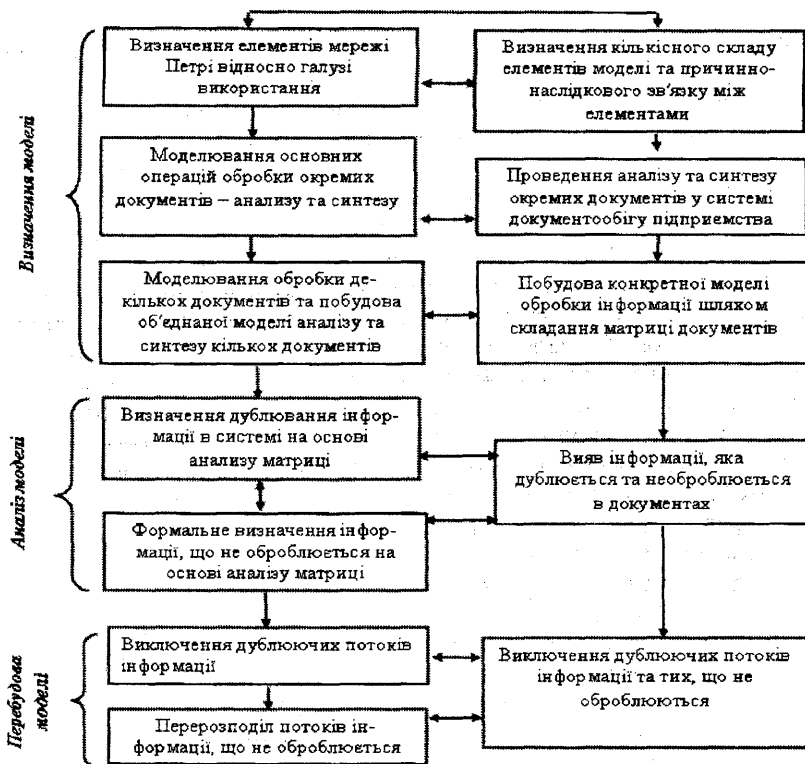 Визначення моделі
Визначення елементів мережі
Петрі відносно галузі
використання
Визначення кількісного складу
елементів моделі та причинно-
наслідкового зв'язку між
елементами
Моделювання основних
операцій обробки окремих
документів – аналізу та синтезу
Проведення аналізу та синтезу
окремих документів у системі
документообігу підприємства
Моделювання обробки де-
кількох документів та побудова
об'єднаної моделі аналізу та
синтезу кількох документів
Побудова конкретної моделі
обробки інформації шляхом
складання матриці документів
Аналіз моделі
Визначення дублювання інфор-
мації в системі на основі
аналізу матриці
Вияв інформації, яка
дублюється та необроблюється
в документах
Формальне визначення інфор-
мації, що не оброблюється на
основі аналізу матриці
Перебудова
моделі
Виключення дублюючих потоків
інформації
Виключення дублюючих потоків
інформації та тих, що не
оброблюються
Перерозподіл потоків ін-
формації, що не оброблюється